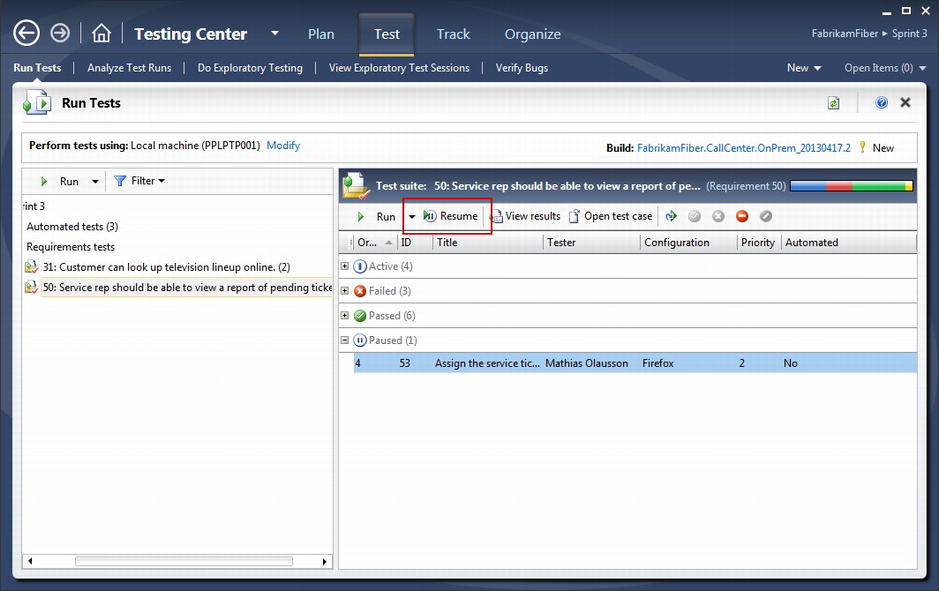 Testing Center Plan Test Track Organize
FabrikamFiber ▸ Sprint 3
Run Tests Analyze Test Runs Do Exploratory Testing View Exploratory Test Sessions Verify Bugs New Open Items (0)
Run Tests
Perform tests using: Local machine (PPLPTP001) Modify
Build: FabrikamFiber.CallCenter.OnPrem_20130417.2 New
Run Filter
rint 3
Automated tests (3)
Requirements tests
31: Customer can look up television lineup online. (2)
50: Service rep should be able to view a report of pending ticke
Test suite: 50: Service rep should be able to view a report of pe... (Requirement 50)
Run Resume View results Open test case
Or... ID Title Tester Configuration Priority Automated
Active (4)
Failed (3)
Passed (6)
Paused (1)
4 53 Assign the service tic... Mathias Olausson Firefox 2 No